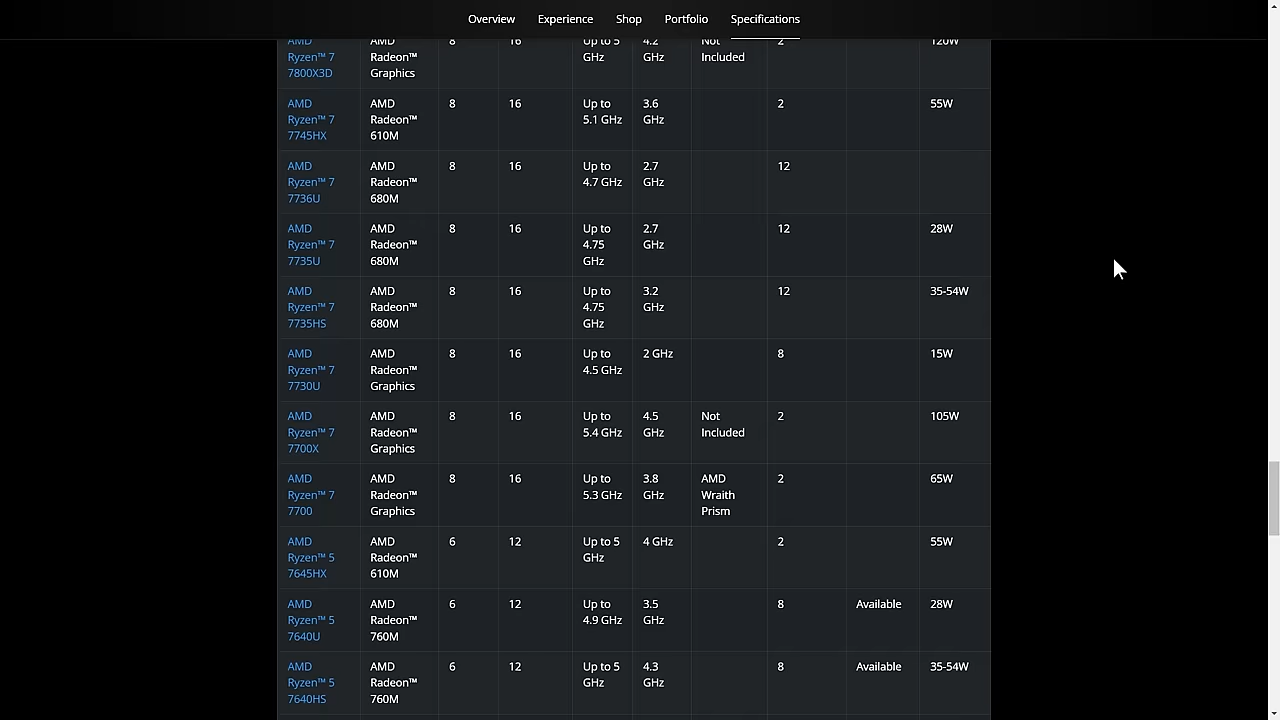 Overview Experience Shop Portfolio Specifications
AMD AMD 8 16 Up to 5 4.2 Not 2 120W
Ryzen™ 7 Radeon™ GHz GHz Included
7800X3D Graphics
AMD AMD 8 16 Up to 3.6 2 55W
Ryzen™ 7 Radeon™ 5.1 GHz GHz
7745HX 610M
AMD AMD 8 16 Up to 2.7 12
Ryzen™ 7 Radeon™ 4.7 GHz GHz
7736U 680M
AMD AMD 8 16 Up to 2.7 12 28W
Ryzen™ 7 Radeon™ 4.75 GHz
7735U 680M GHz
AMD AMD 8 16 Up to 3.2 12 35-54W
Ryzen™ 7 Radeon™ 4.75 GHz
7735HS 680M GHz
AMD AMD 8 16 Up to 2 GHz 8 15W
Ryzen™ 7 Radeon™ 4.5 GHz
7730U Graphics
AMD AMD 8 16 Up to 4.5 Not 2 105W
Ryzen™ 7 Radeon™ 5.4 GHz GHz Included
7700X Graphics
AMD AMD 8 16 Up to 3.8 AMD 2 65W
Ryzen™ 7 Radeon™ 5.3 GHz GHz Wraith
7700 Graphics Prism
AMD AMD 6 12 Up to 5 4 GHz 2 55W
Ryzen™ 5 Radeon™ GHz
7645HX 610M
AMD AMD 6 12 Up to 3.5 8 Available 28W
Ryzen™ 5 Radeon™ 4.9 GHz GHz
7640U 760M
AMD AMD 6 12 Up to 5 4.3 8 Available 35-54W
Ryzen™ 5 Radeon™ GHz GHz
7640HS 760M